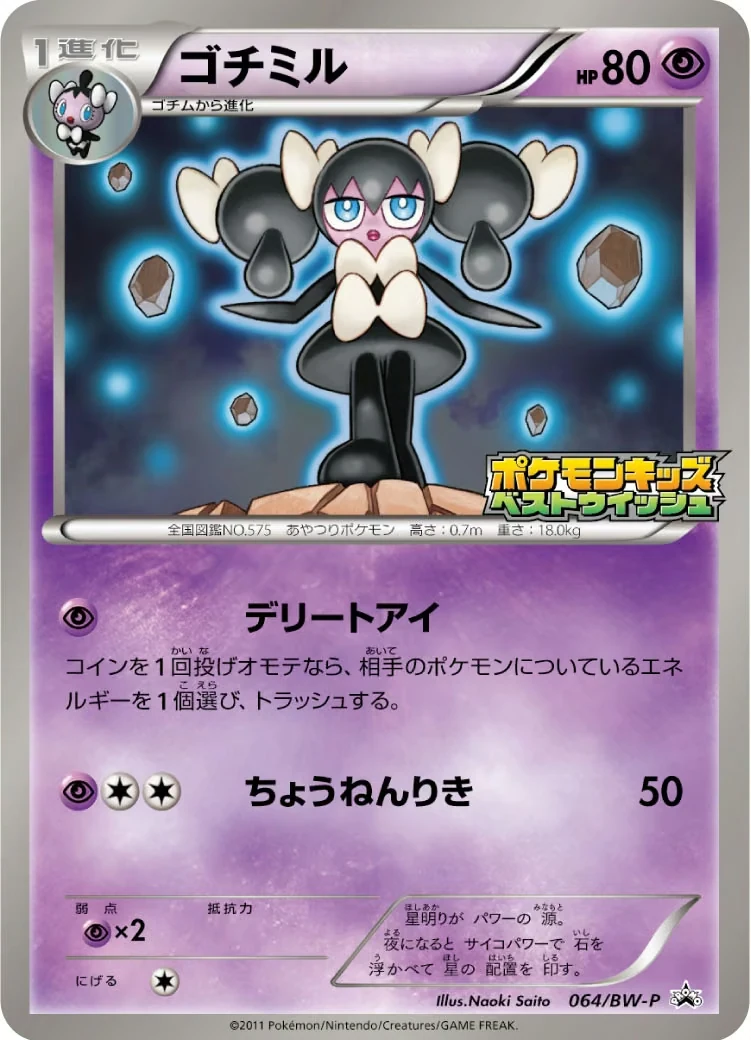 1進化
ゴチミル
HP80
ゴチムから進化
ポケモンキッズ
ベストウイッシュ
全国図鑑NO.575 あやつりポケモン 高さ:0.7m 重さ:18.0kg
デリートアイ
コインを1回投げオモテなら、相手のポケモンについているエネ
ルギーを1個選び、トラッシュする。
ちょうねんりき 50
弱点 抵抗力
×2
にげる
星明りが パワーの 源。
夜になると サイコパワーで 石を
浮かべて 星の 配置を 印す。
Illus.Naoki Saito 064/BW-P PROMO
©2011 Pokémon/Nintendo/Creatures/GAME FREAK.